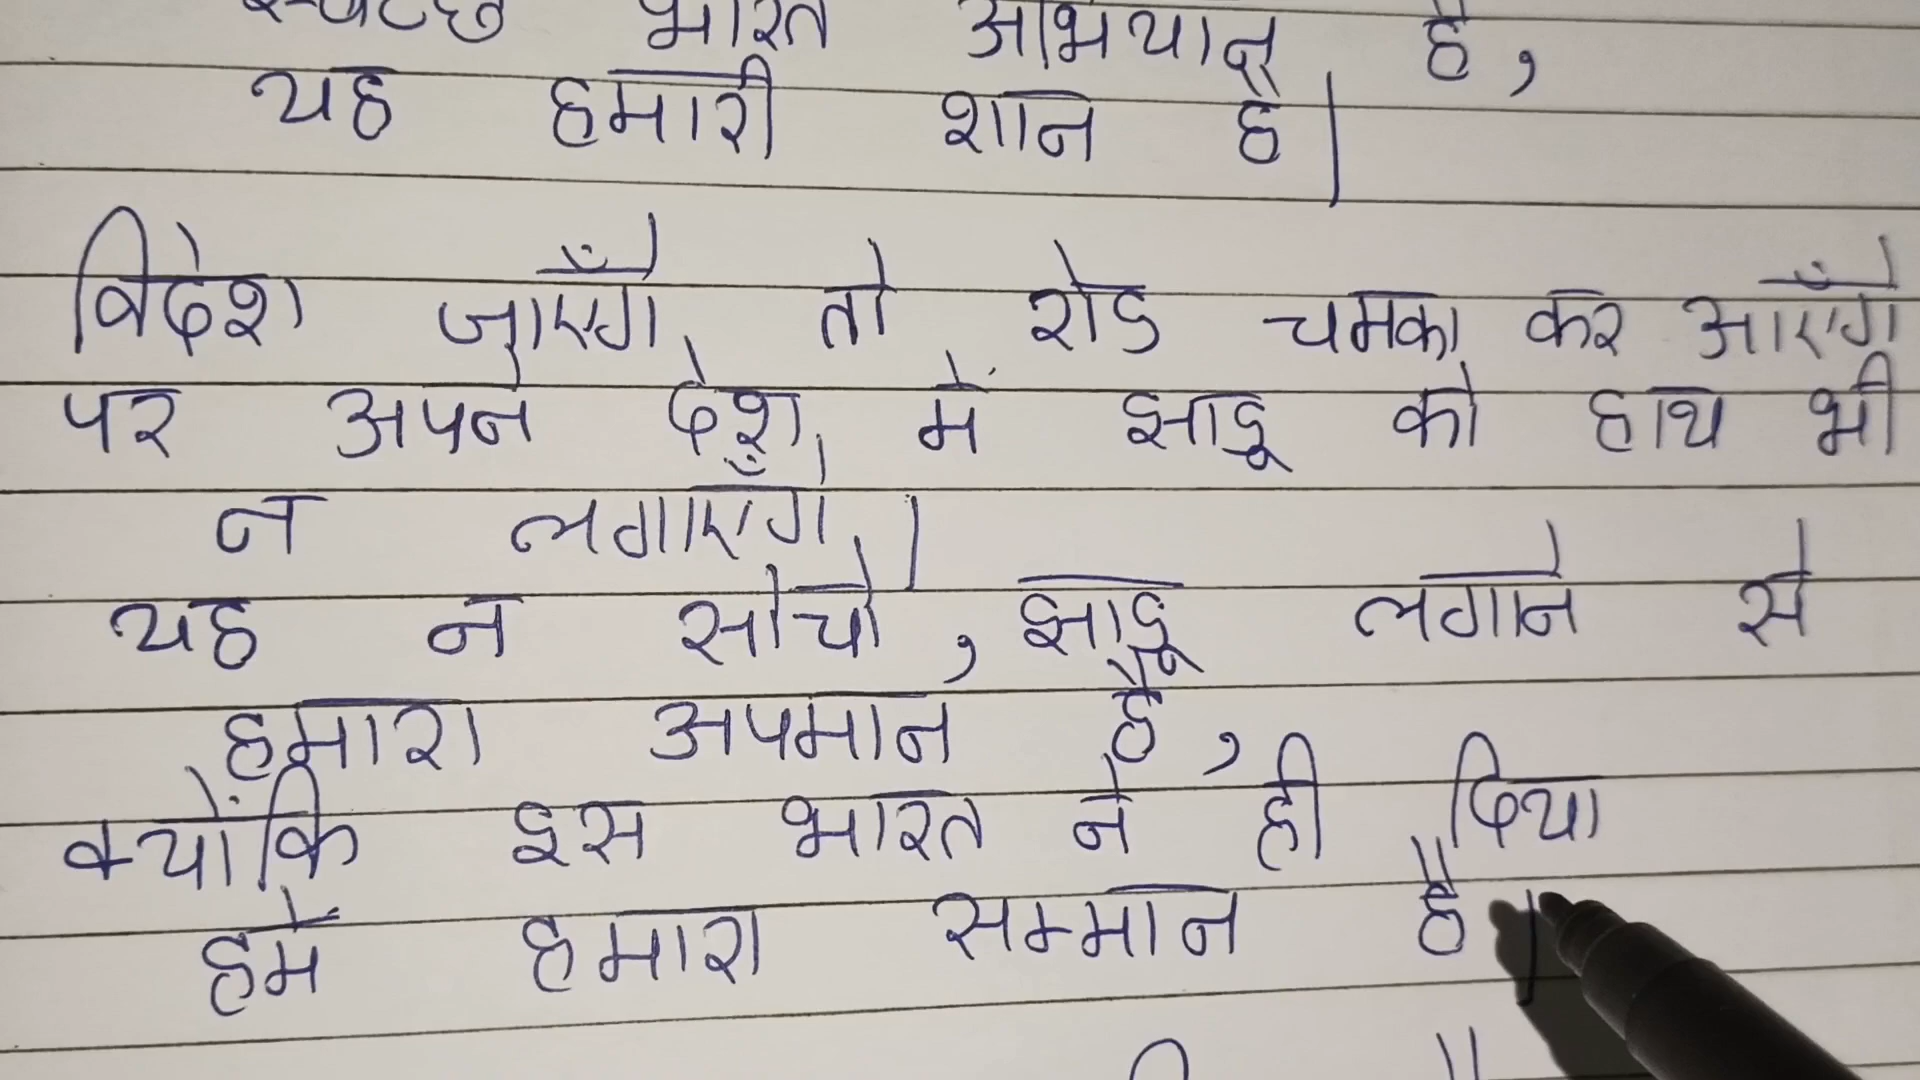 स्वच्छ भारत अभियान है,
यह हमारी शान है।
विदेश जाएँगे तो रोड चमका कर आएँगे
पर अपने देश में झाडू को हाथ भी
न लगाएँगे।
यह न सोचो, झाडू लगाने से
हमारा अपमान है,
क्योंकि इस भारत ने ही दिया
हमें हमारा सम्मान है।